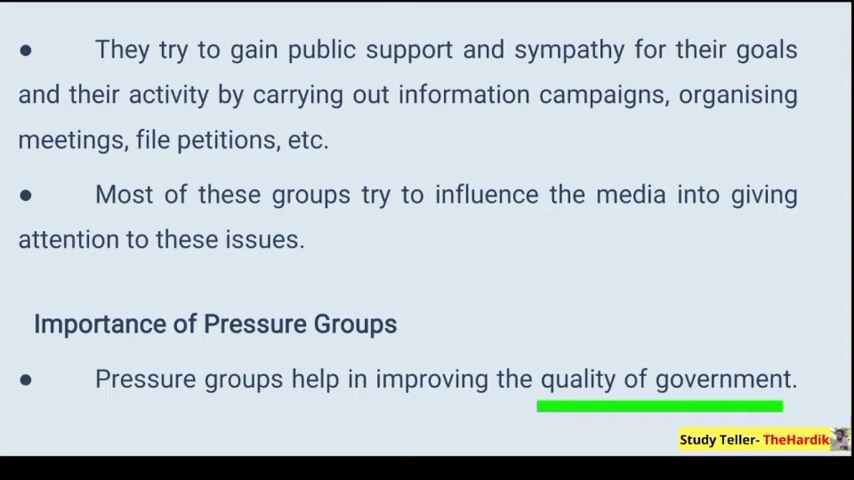 ● They try to gain public support and sympathy for their goals
and their activity by carrying out information campaigns, organising
meetings, file petitions, etc.
● Most of these groups try to influence the media into giving
attention to these issues.
Importance of Pressure Groups
● Pressure groups help in improving the quality of government.
Study Teller- TheHardik